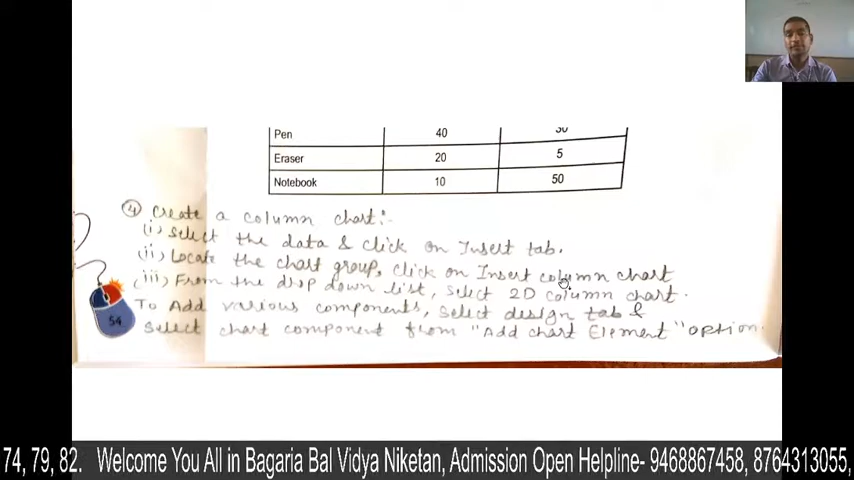 Pen 40 30
Eraser 20 5
Notebook 10 50
④ Create a column chart:-
(i) Select the data & click on Insert tab.
(ii) Locate the chart group, click on Insert column chart
(iii) From the drop down list, select 2D column chart.
To Add various components, select design tab &
Select chart component from "Add chart Element" option.
54
74, 79, 82. Welcome You All in Bagaria Bal Vidya Niketan, Admission Open Helpline- 9468867458, 8764313055,